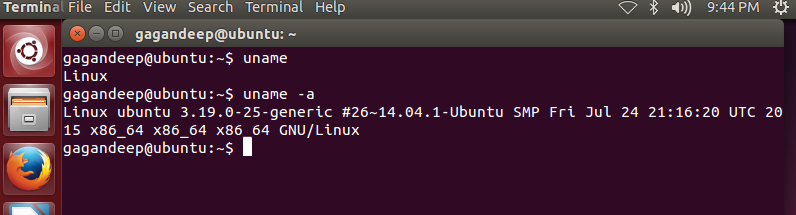 Terminal File Edit View Search Terminal Help 9:44 PM
gagandeep@ubuntu: ~
gagandeep@ubuntu:~$ uname
Linux
gagandeep@ubuntu:~$ uname -a
Linux ubuntu 3.19.0-25-generic #26~14.04.1-Ubuntu SMP Fri Jul 24 21:16:20 UTC 20
15 x86_64 x86_64 x86_64 GNU/Linux
gagandeep@ubuntu:~$